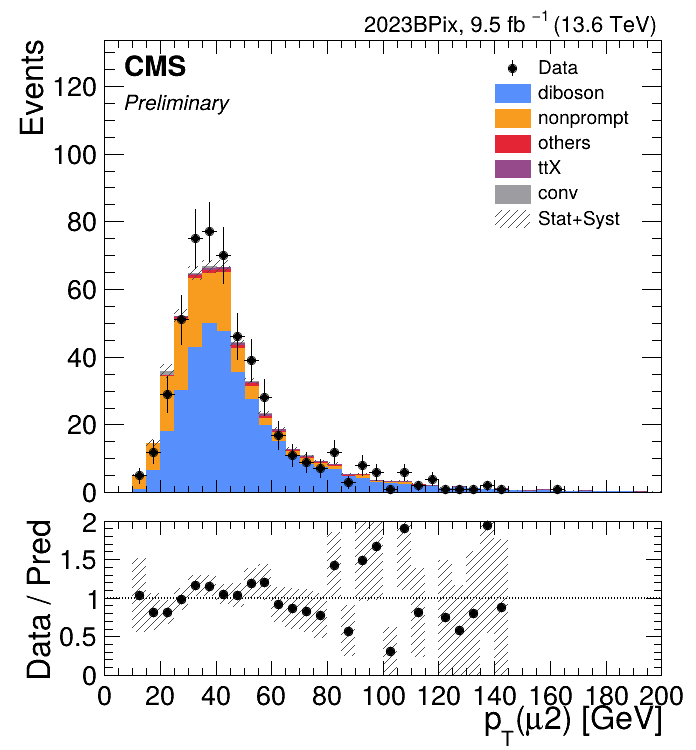 2023BPix, 9.5 fb⁻¹ (13.6 TeV)
CMS
Preliminary
Data
diboson
nonprompt
others
ttX
conv
Stat+Syst
Events
120
100
80
60
40
20
0
Data / Pred
2
1.5
1
0.5
0
0 20 40 60 80 100 120 140 160 180 200
p_T(μ2) [GeV]